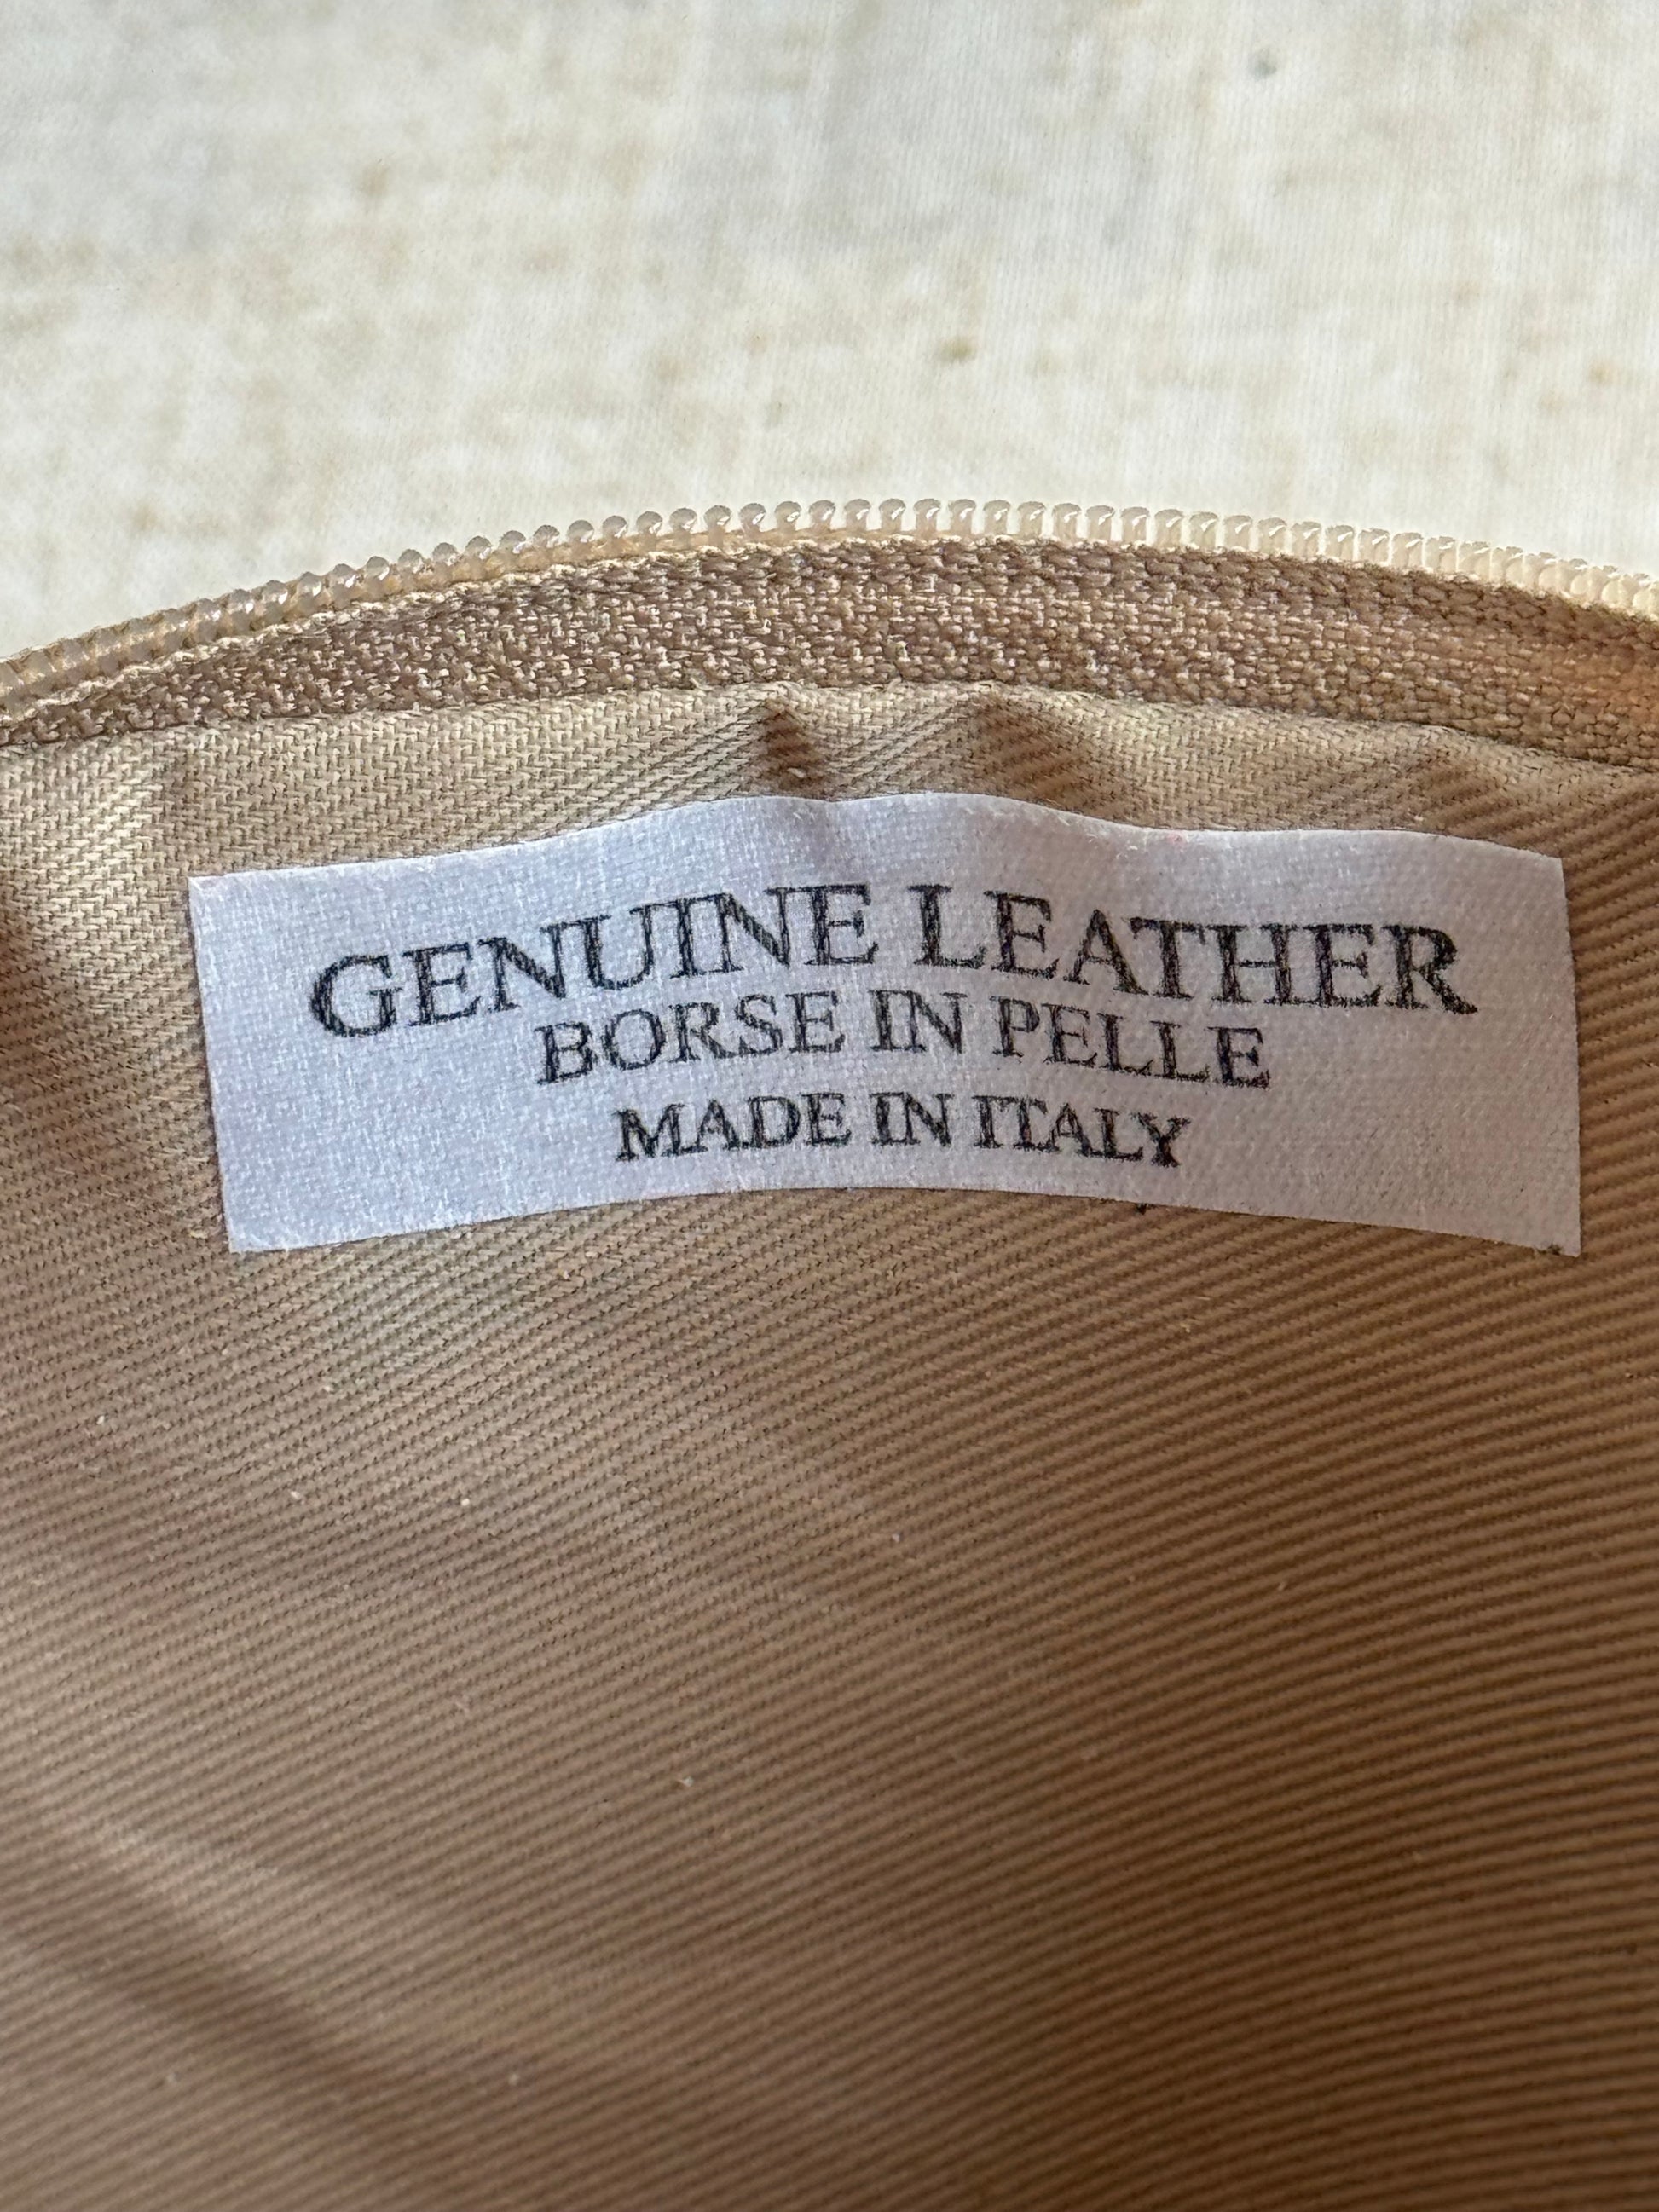 GENUINE LEATHER
BORSE IN PELLE
MADE IN ITALY